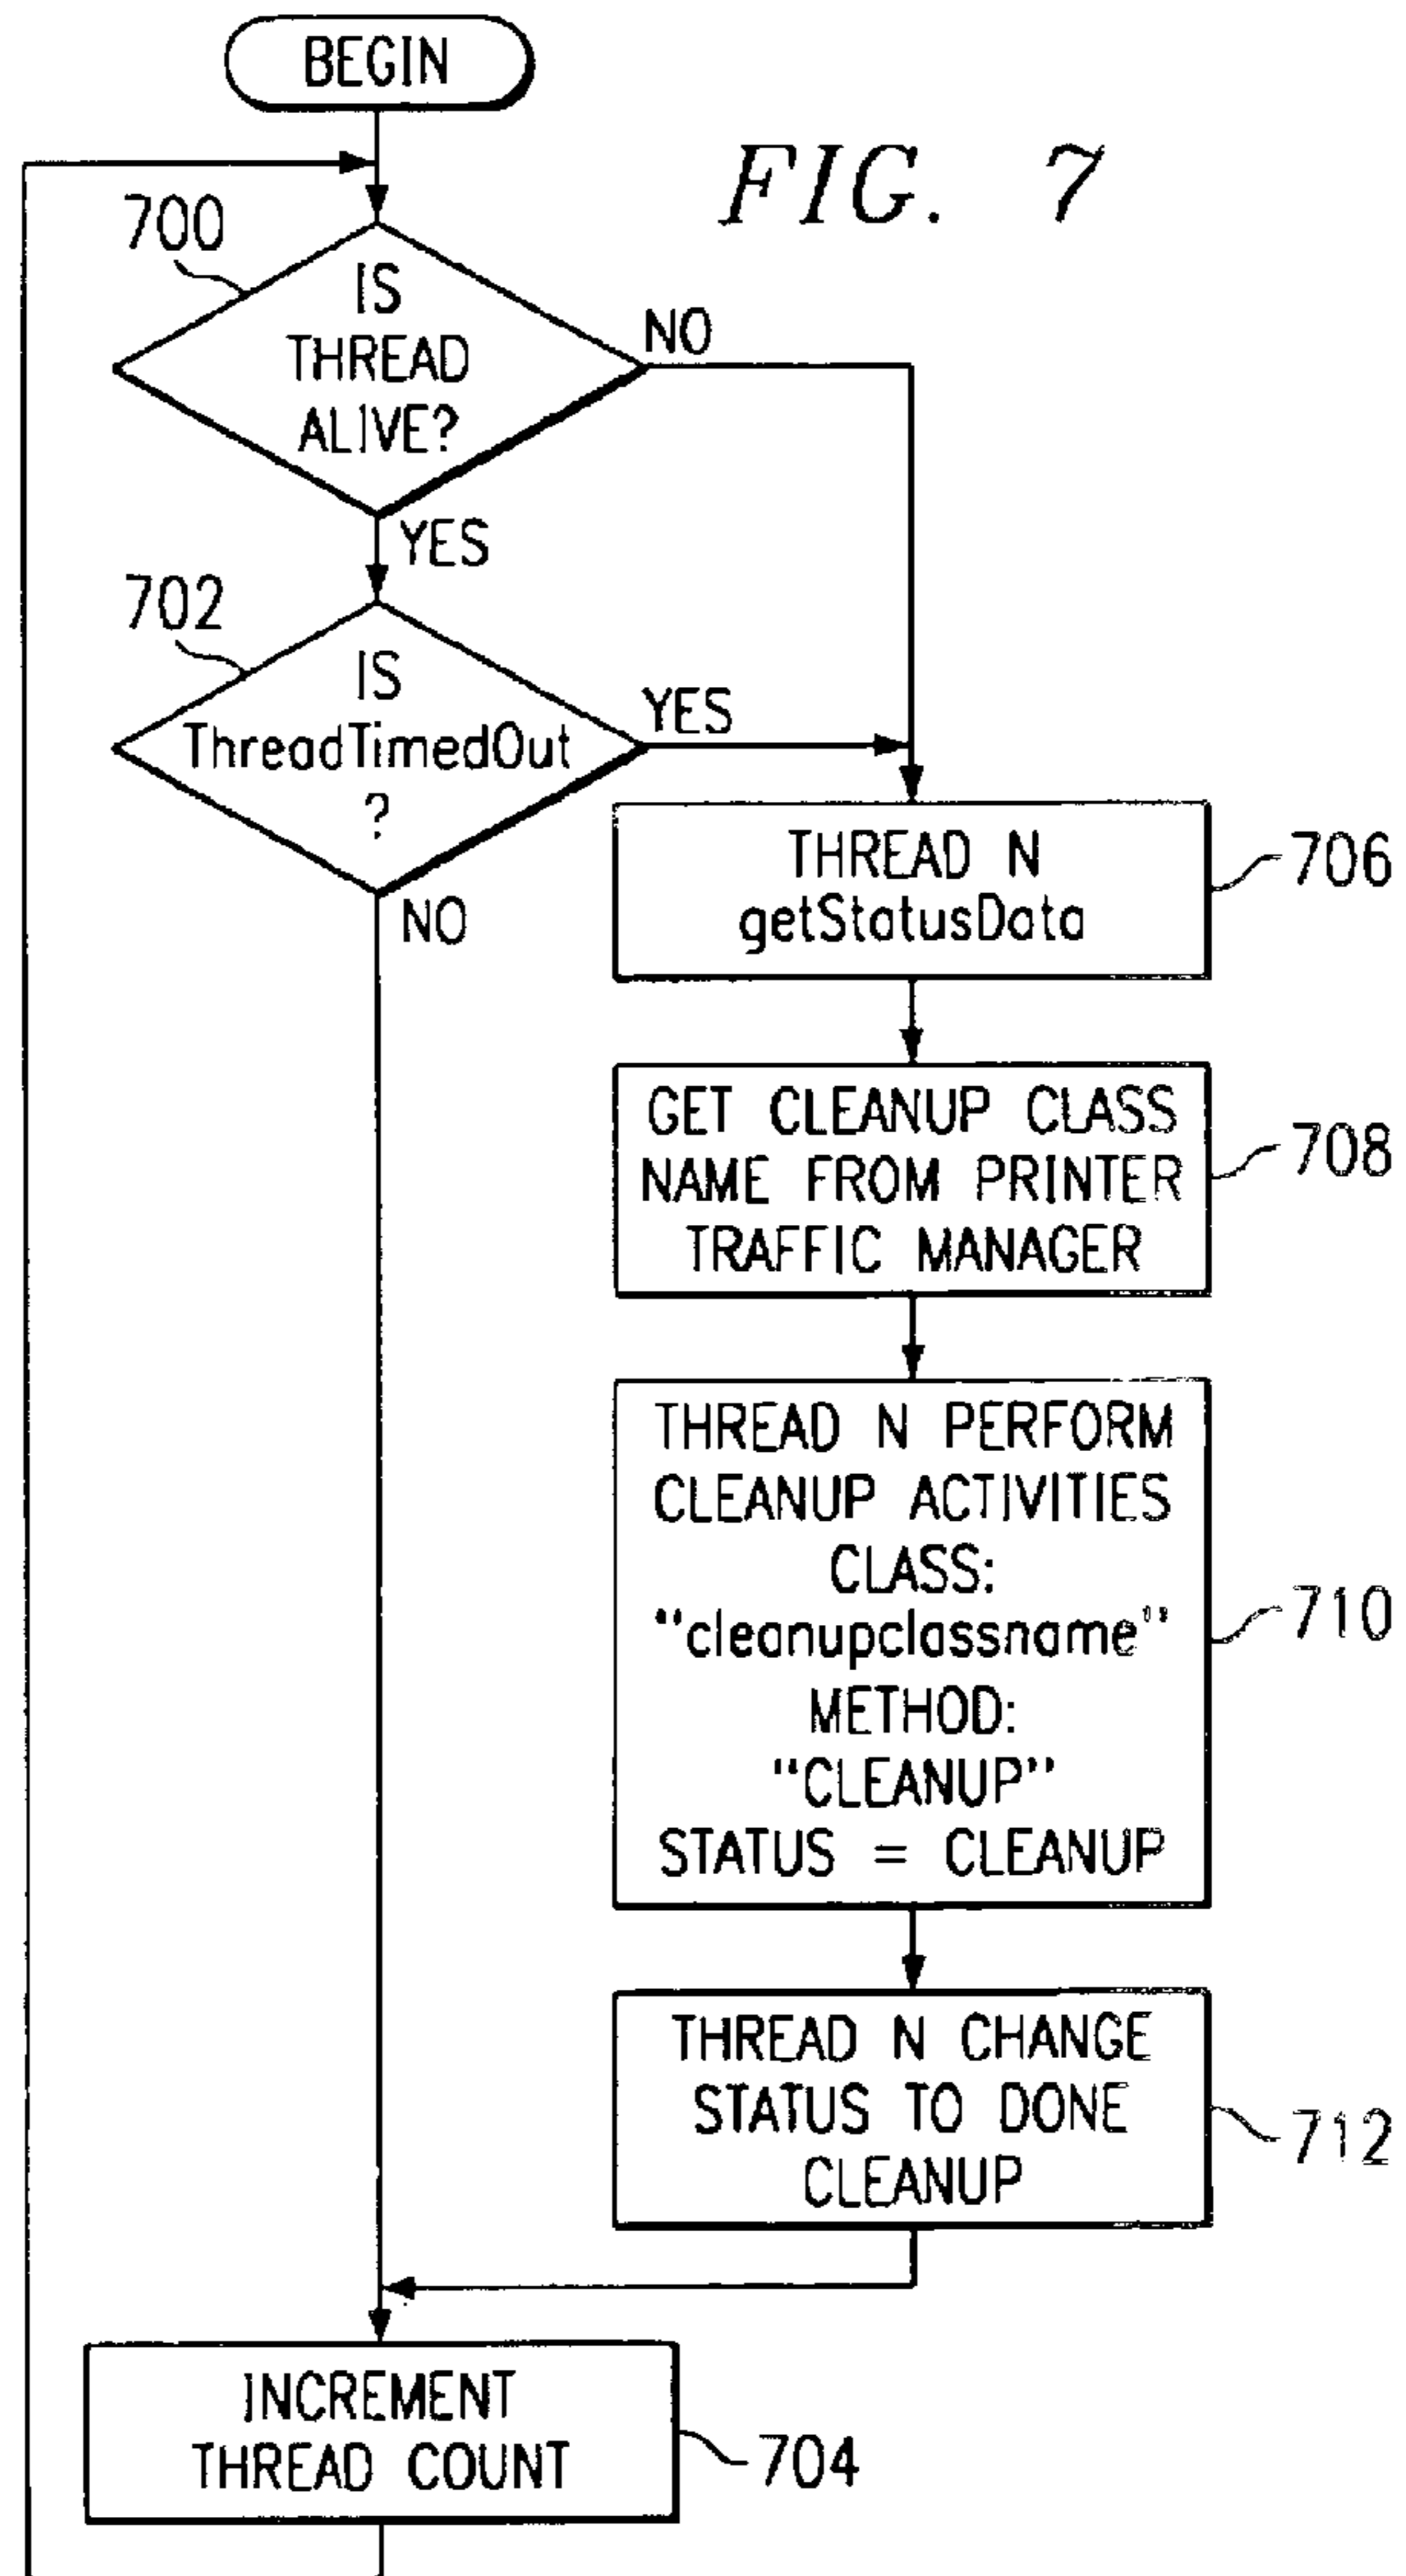 BEGIN
FIG. 7
700
IS
THREAD
ALIVE?
NO
YES
702
IS
ThreadTimedOut
?
YES
NO
THREAD N
getStatusData
706
GET CLEANUP CLASS
NAME FROM PRINTER
TRAFFIC MANAGER
708
THREAD N PERFORM
CLEANUP ACTIVITIES
CLASS:
"cleanupclassname"
METHOD:
"CLEANUP"
STATUS = CLEANUP
710
THREAD N CHANGE
STATUS TO DONE
CLEANUP
712
INCREMENT
THREAD COUNT
704